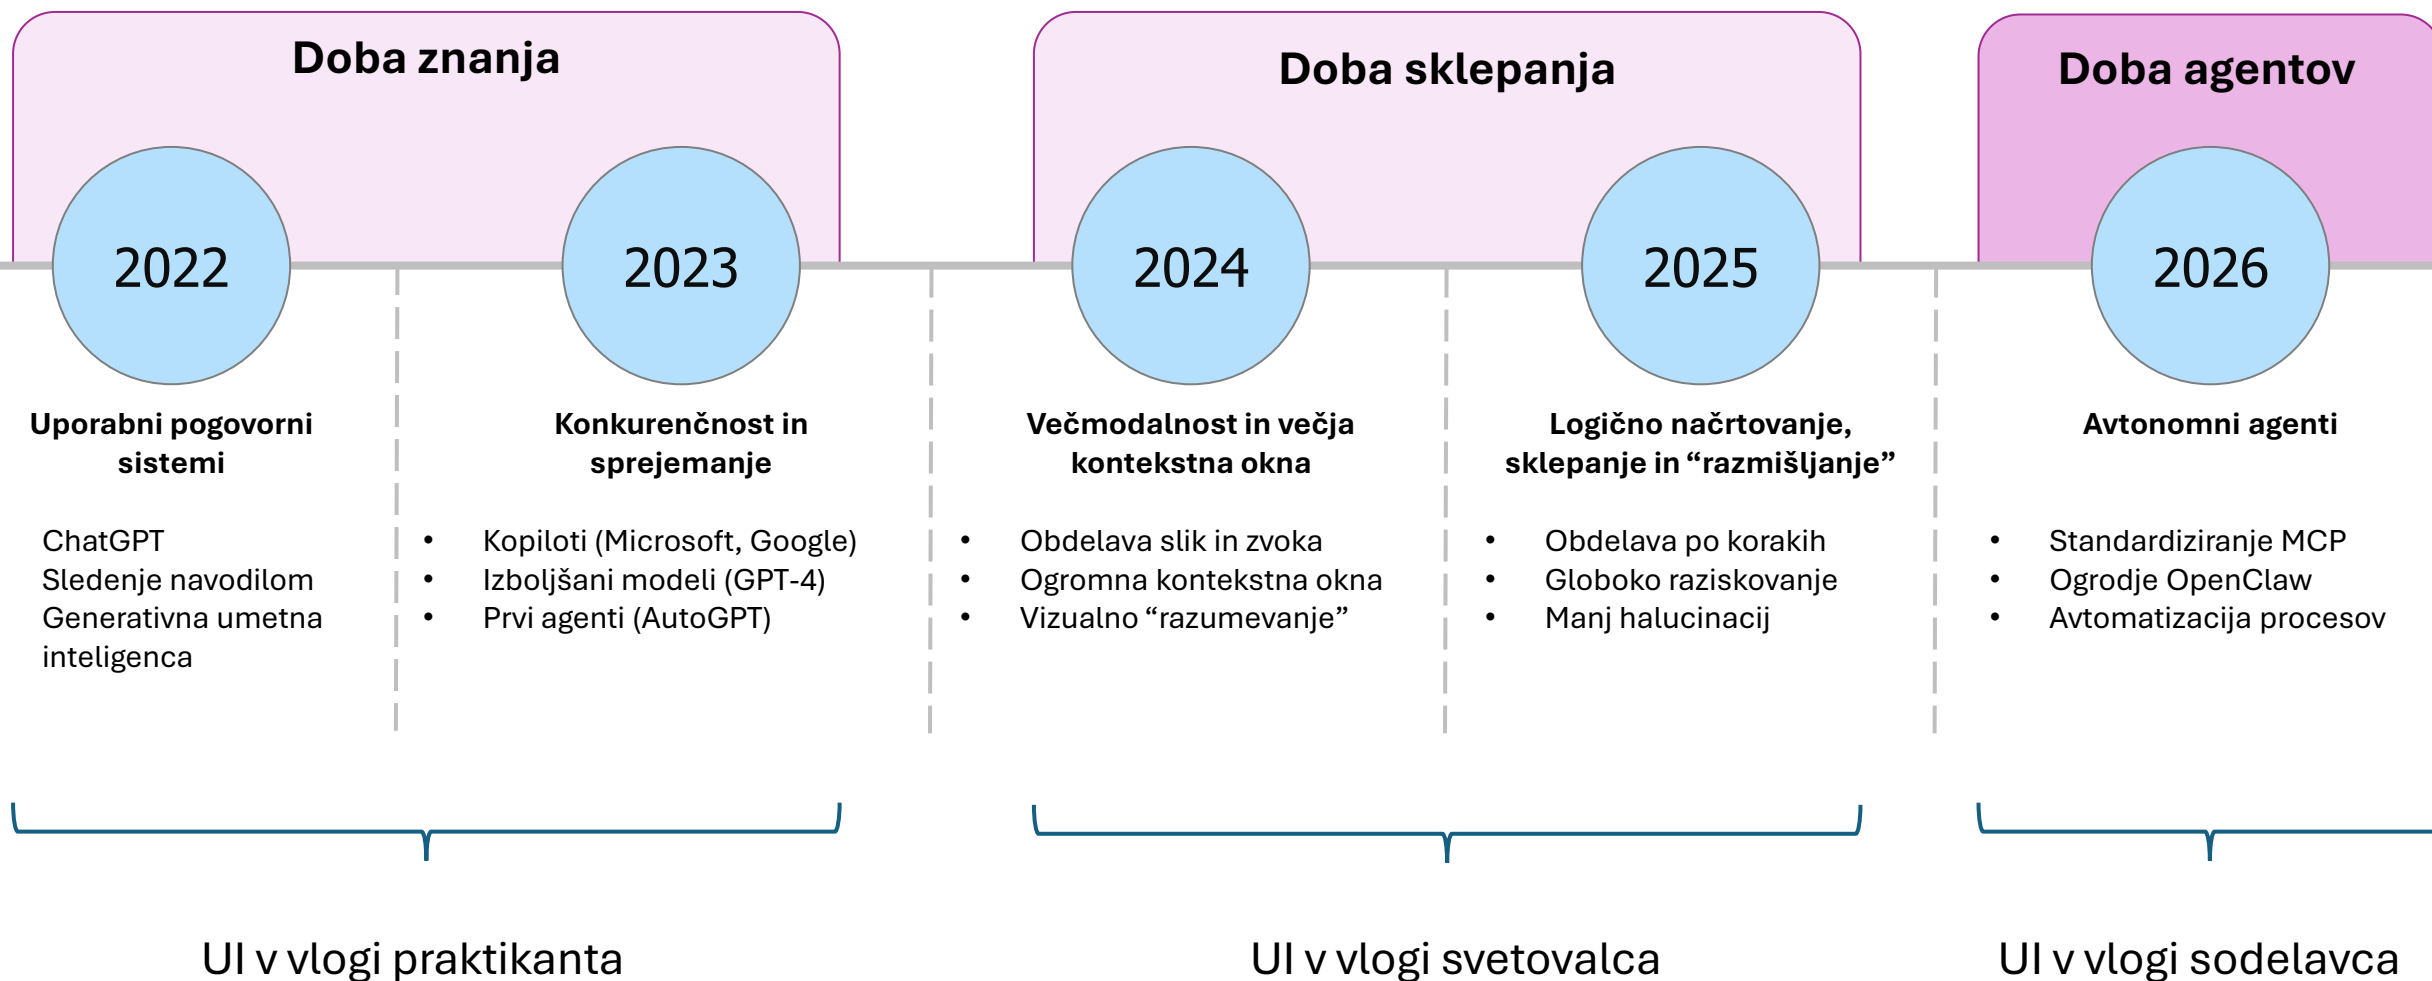 Doba znanja
Doba sklepanja
Doba agentov
2022
2023
2024
2025
2026
Uporabni pogovorni
sistemi
ChatGPT
Sledenje navodilom
Generativna umetna
inteligenca
Konkurenčnost in
sprejemanje
• Kopiloti (Microsoft, Google)
• Izboljšani modeli (GPT-4)
• Prvi agenti (AutoGPT)
Večmodalnost in večja
kontekstna okna
• Obdelava slik in zvoka
• Ogromna kontekstna okna
• Vizualno “razumevanje”
Logično načrtovanje,
sklepanje in “razmišljanje”
• Obdelava po korakih
• Globoko raziskovanje
• Manj halucinacij
Avtonomni agenti
• Standardiziranje MCP
• Ogrodje OpenClaw
• Avtomatizacija procesov
UI v vlogi praktikanta
UI v vlogi svetovalca
UI v vlogi sodelavca